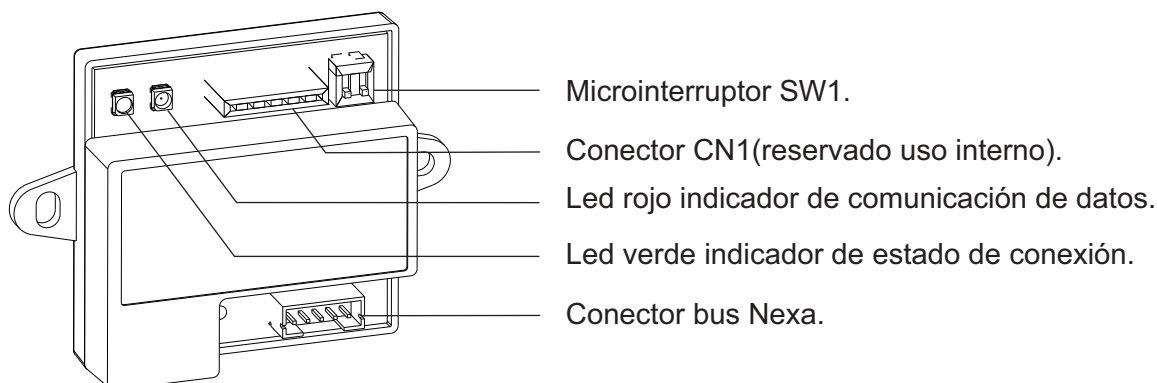 Microinterruptor SW1.
Conector CN1(reservado uso interno).
Led rojo indicador de comunicación de datos.
Led verde indicador de estado de conexión.
Conector bus Nexa.